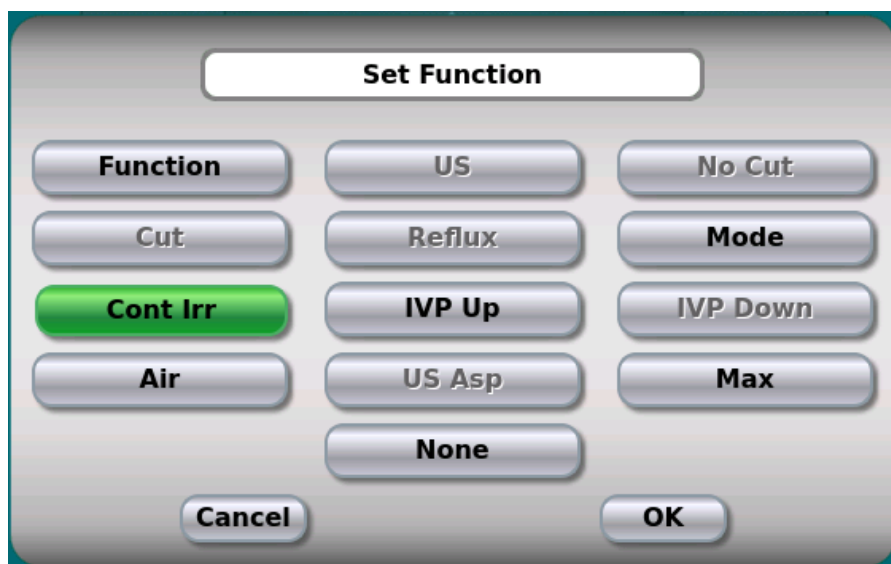 Set Function
Function
US
No Cut
Cut
Reflux
Mode
Cont Irr
IVP Up
IVP Down
Air
US Asp
Max
None
Cancel
OK